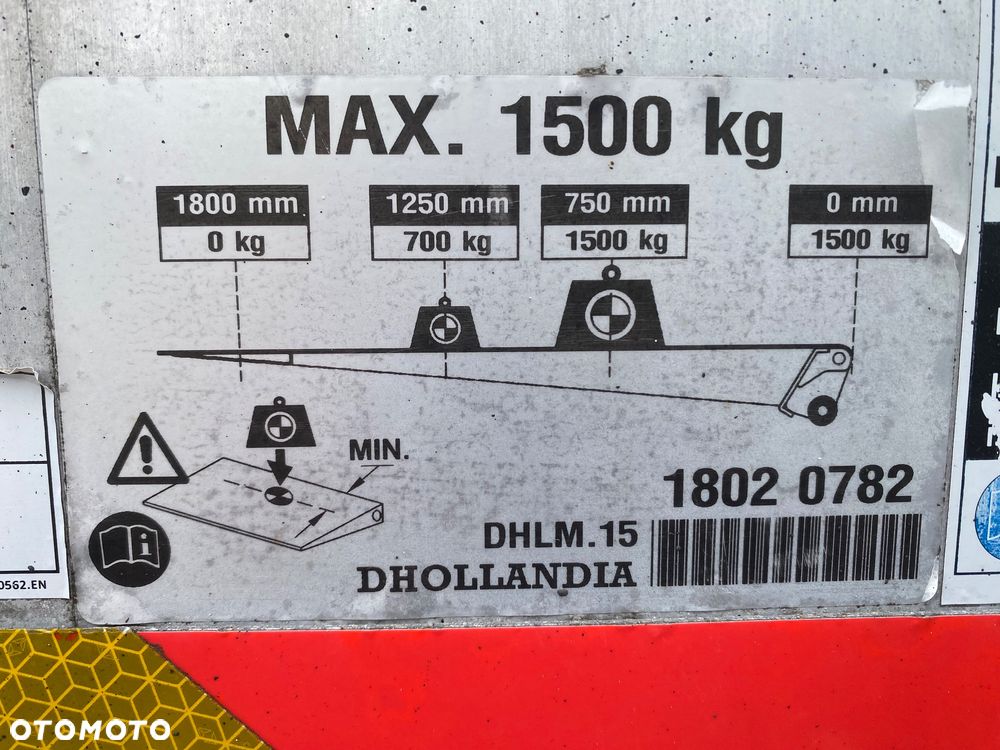 MAX. 1500 kg
1800 mm
0 kg
1250 mm
700 kg
750 mm
1500 kg
0 mm
1500 kg
MIN.
1802 0782
DHLM.15
DHOLLANDIA
0562.EN
OTOMOTO